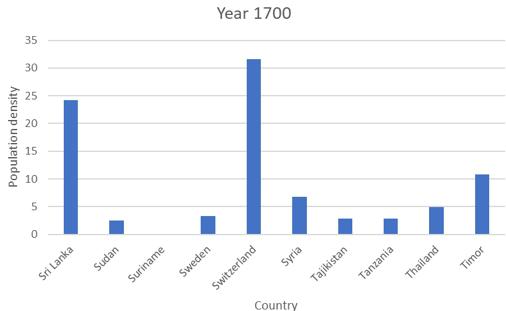 Year 1700
35
30
25
20
15
10
5
0
Population density
Sri Lanka
Sudan
Suriname
Sweden
Switzerland
Syria
Tajikistan
Tanzania
Thailand
Timor
Country